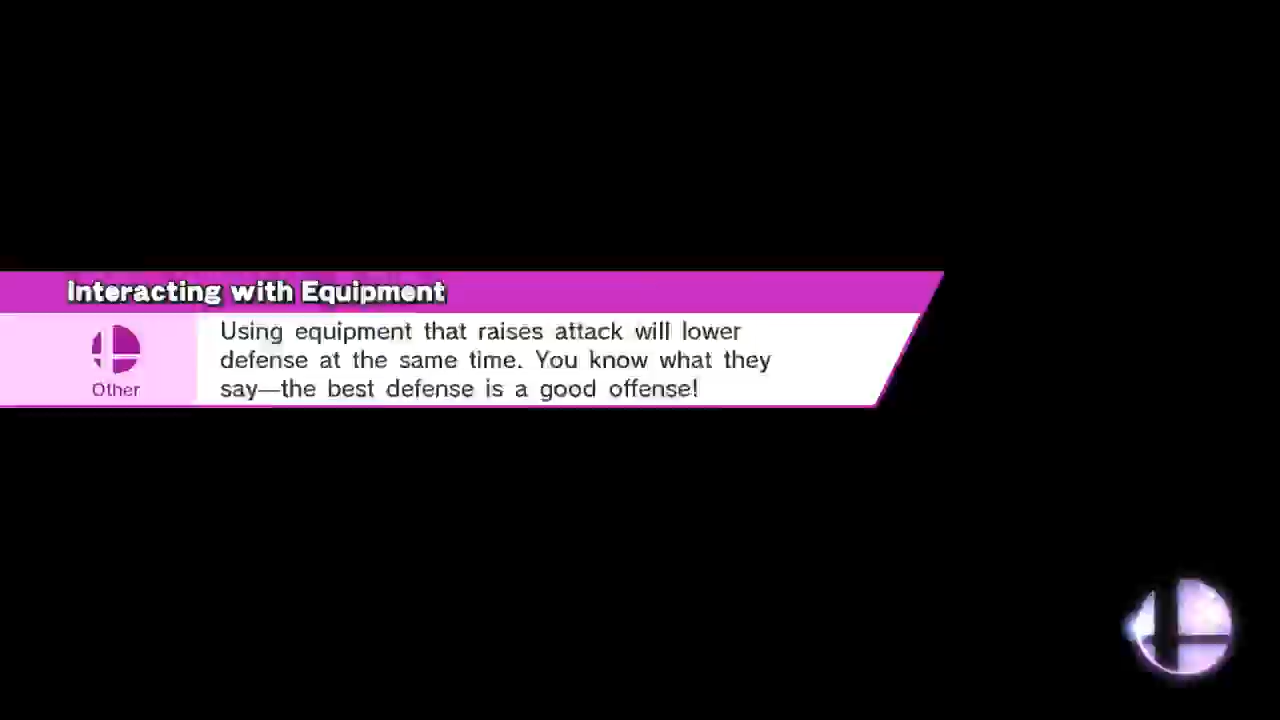 Interacting with Equipment
Using equipment that raises attack will lower
defense at the same time. You know what they
say—the best defense is a good offense!
Other